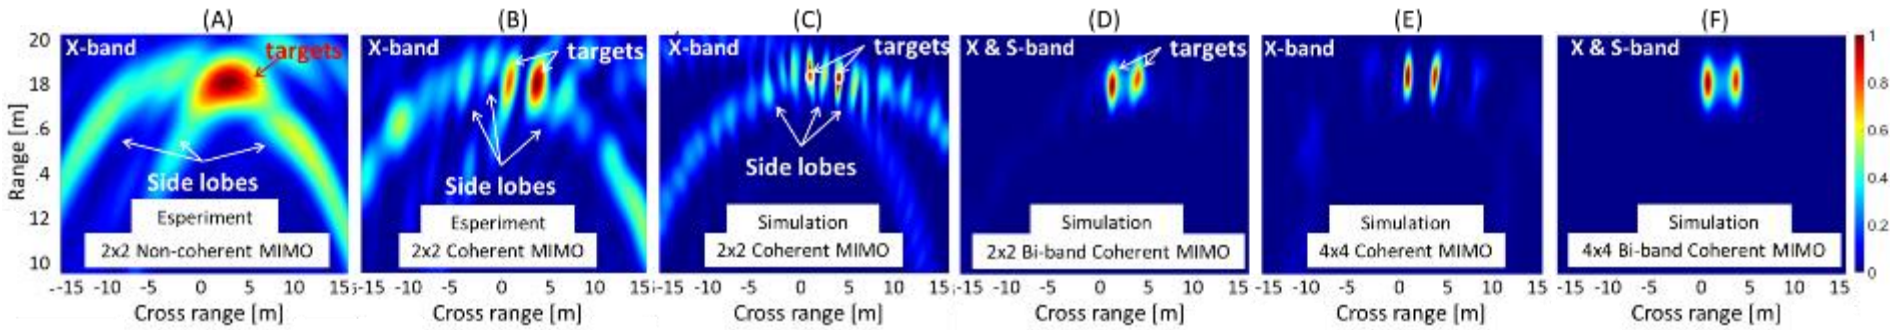 (A) (B) (C) (D) (E) (F)
X-band targets X-band targets X-band targets X & S-band targets X-band X & S-band
20 18 .6 .4 12 10
Range [m]
Side lobes Side lobes Side lobes
Esperiment Esperiment Simulation Simulation Simulation Simulation
2x2 Non-coherent MIMO 2x2 Coherent MIMO 2x2 Coherent MIMO 2x2 Bi-band Coherent MIMO 4x4 Coherent MIMO 4x4 Bi-band Coherent MIMO
1 0.8 0.6 0.4 0.2 0
-15 -10 -5 0 5 10 15 -15 -10 -5 0 5 10 15 -15 -10 -5 0 5 10 15 -15 -10 -5 0 5 10 15 -15 -10 -5 0 5 10 15 -15 -10 -5 0 5 10 15
Cross range [m] Cross range [m] Cross range [m] Cross range [m] Cross range [m] Cross range [m]